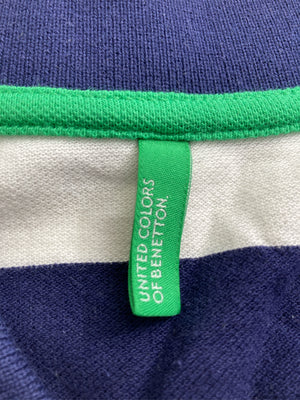 UNITED COLORS
OF BENETTON.